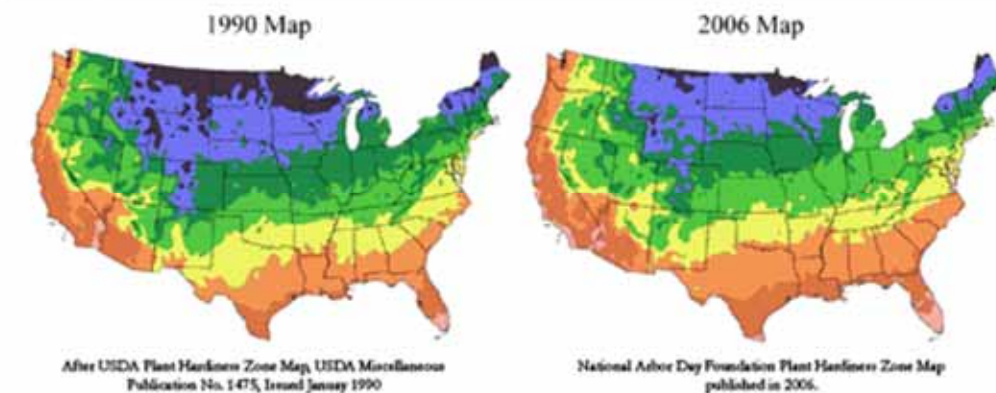 1990 Map
2006 Map
After USDA Plant Hardiness Zone Map, USDA Miscellaneous
Publication No. 1475, Issued Januay 1990
National Arbor Day Foundation Plant Hardiness Zone Map
published in 2006.